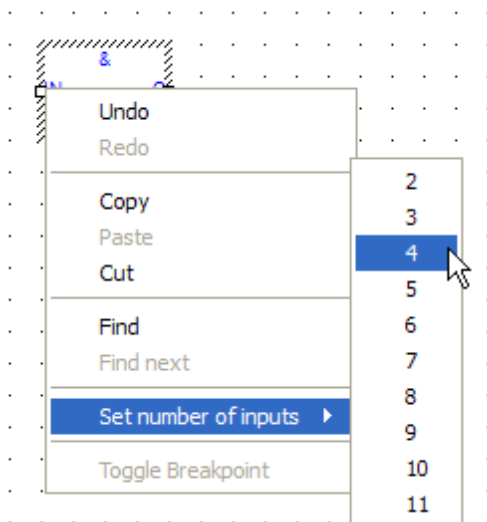 &
Undo
Redo
Copy
Paste
Cut
Find
Find next
Set number of inputs
Toggle Breakpoint
2
3
4
5
6
7
8
9
10
11